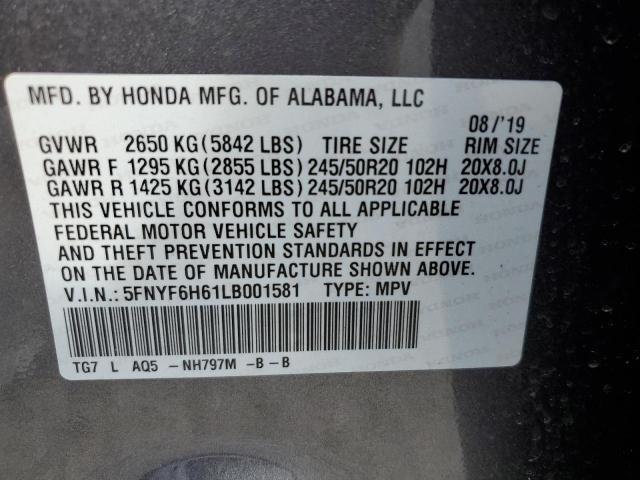 MFD. BY HONDA MFG. OF ALABAMA, LLC
08/'19
GVWR 2650 KG(5842 LBS) TIRE SIZE RIM SIZE
GAWR F 1295 KG(2855 LBS) 245/50R20 102H 20X8.0J
GAWR R 1425 KG(3142 LBS) 245/50R20 102H 20X8.0J
THIS VEHICLE CONFORMS TO ALL APPLICABLE
FEDERAL MOTOR VEHICLE SAFETY
AND THEFT PREVENTION STANDARDS IN EFFECT
ON THE DATE OF MANUFACTURE SHOWN ABOVE.
V.I.N.: 5FNYF6H61LB001581 TYPE: MPV
TG7 L AQ5 -NH797M -B-B